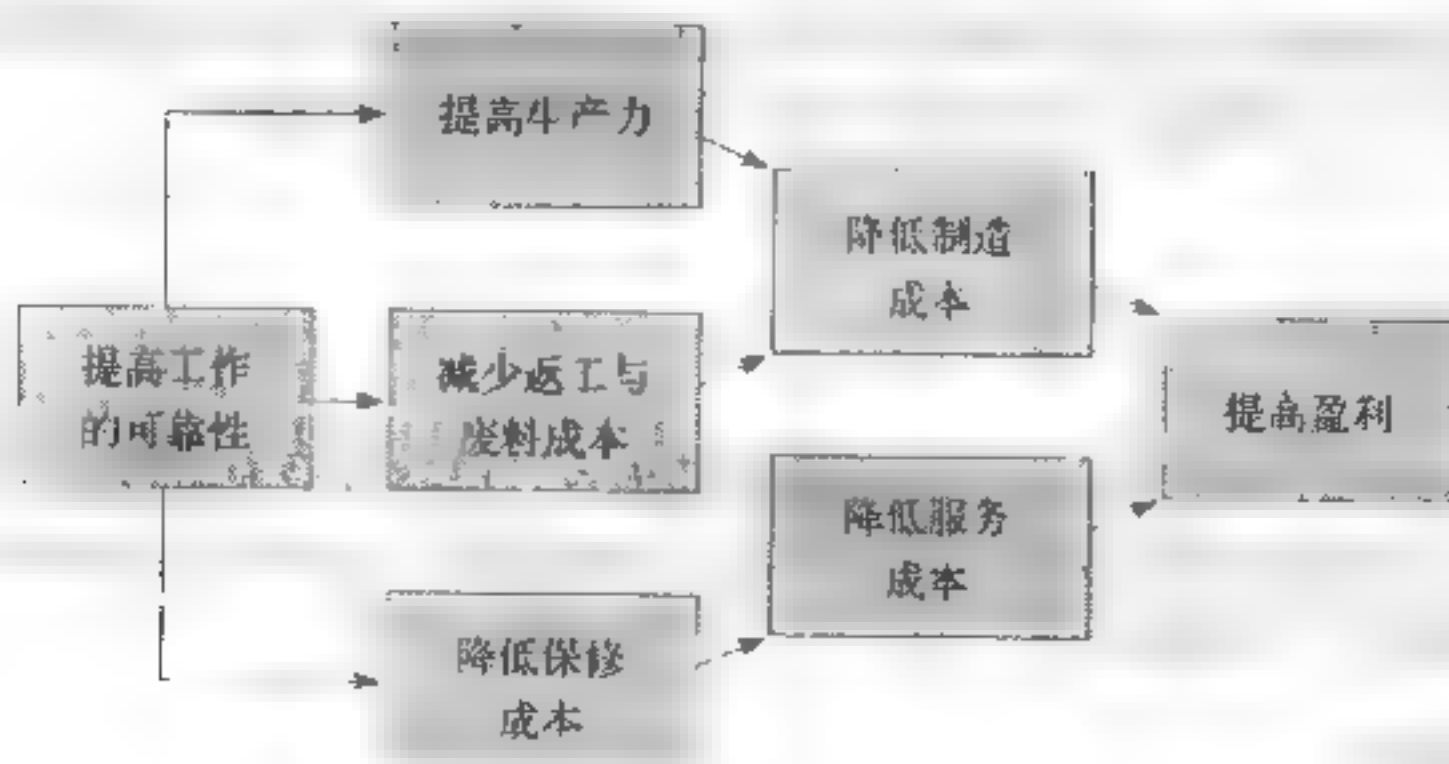 提高生产力
降低制造
成本
提高工作
的可靠性
减少返工与
废料成本
提高盈利
降低服务
成本
降低保修
成本